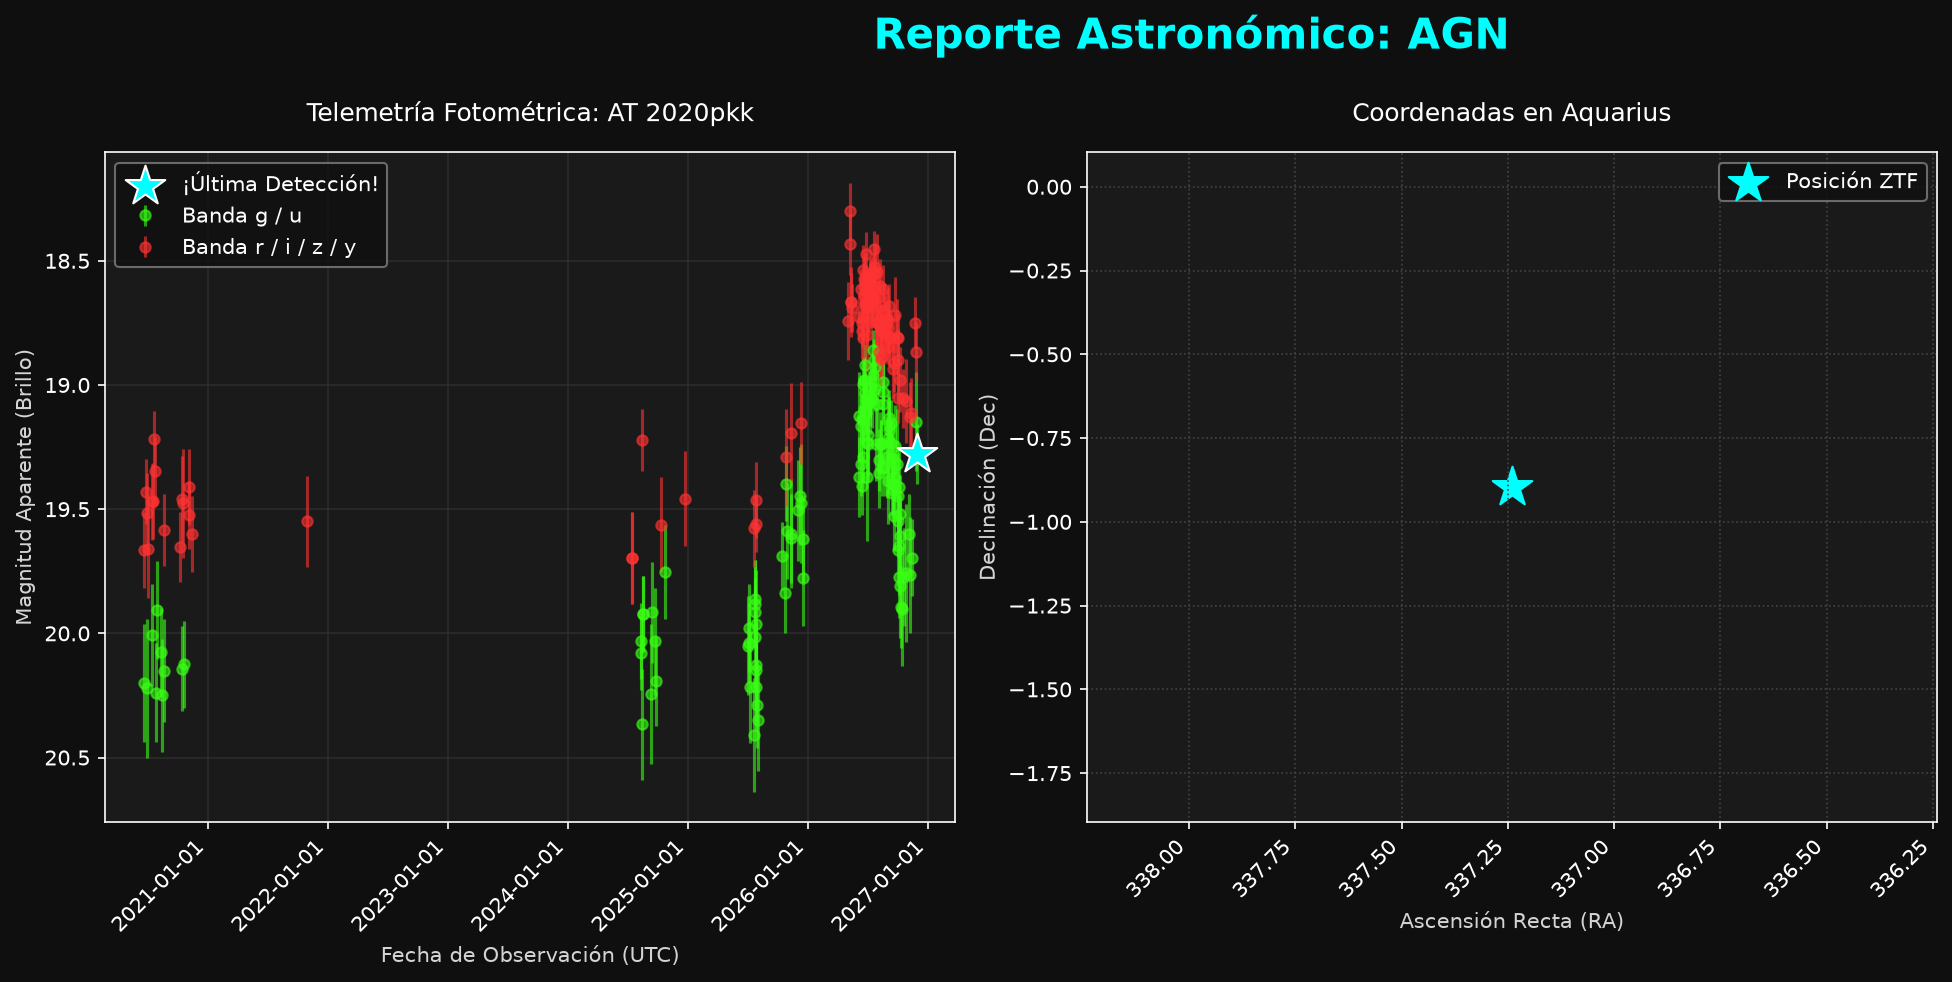 Reporte Astronómico: AGN
Telemetría Fotométrica: AT 2020pkk
¡Última Detección!
Banda g / u
Banda r / i / z / y
Magnitud Aparente (Brillo)
18.5
19.0
19.5
20.0
20.5
2021-01-01
2022-01-01
2023-01-01
2024-01-01
2025-01-01
2026-01-01
2027-01-01
Fecha de Observación (UTC)
Coordenadas en Aquarius
Posición ZTF
Declinación (Dec)
0.00
−0.25
−0.50
−0.75
−1.00
−1.25
−1.50
−1.75
338.00
337.75
337.50
337.25
337.00
336.75
336.50
336.25
Ascensión Recta (RA)